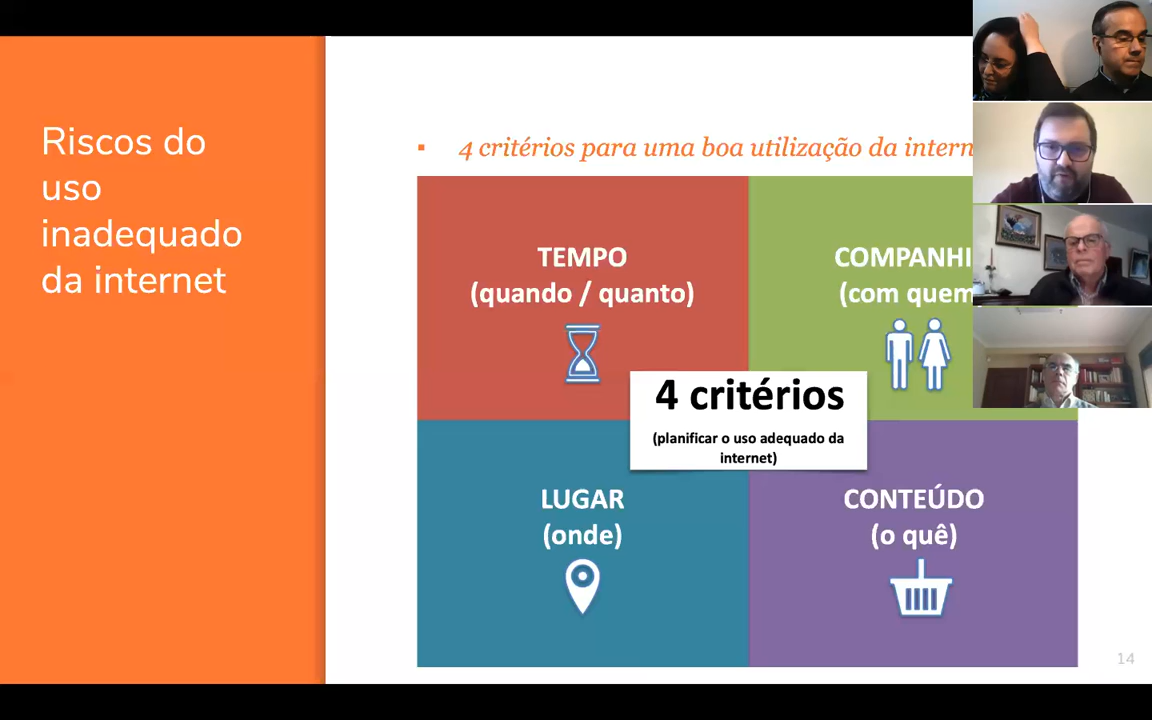 Riscos do
uso
inadequado
da internet
▪ 4 critérios para uma boa utilização da intern
TEMPO
(quando / quanto)
COMPANHI
(com quem
4 critérios
(planificar o uso adequado da
internet)
LUGAR
(onde)
CONTEÚDO
(o quê)
14